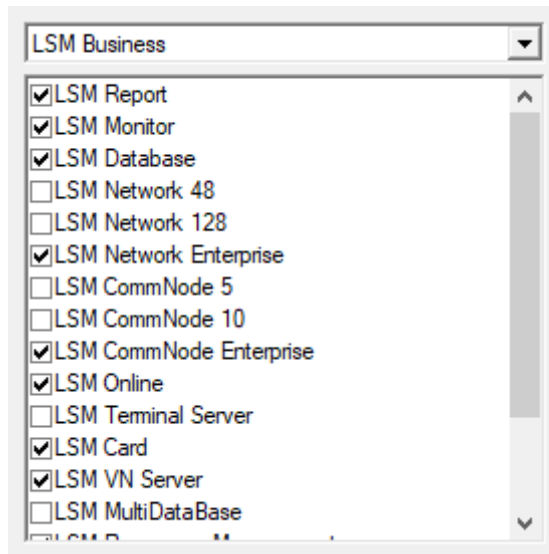 LSM Business
LSM Report
LSM Monitor
LSM Database
LSM Network 48
LSM Network 128
LSM Network Enterprise
LSM CommNode 5
LSM CommNode 10
LSM CommNode Enterprise
LSM Online
LSM Terminal Server
LSM Card
LSM VN Server
LSM MultiDataBase
LSM